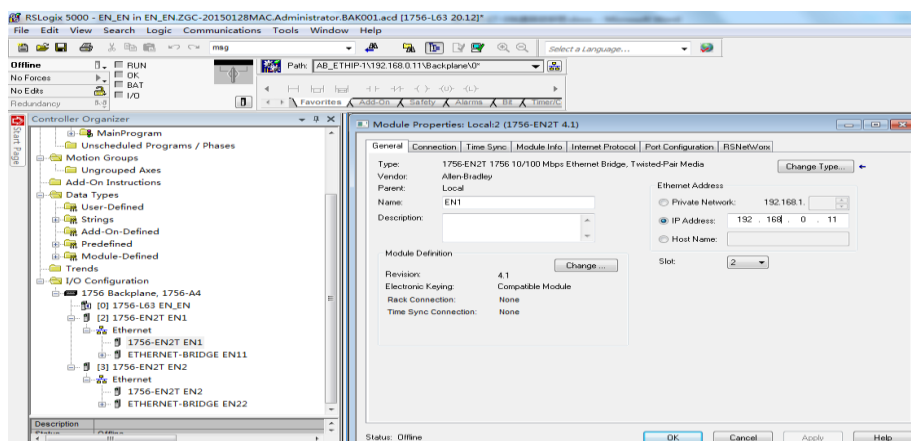 RSLogix 5000 - EN_EN in EN_EN.ZGC-20150128MAC.Administrator.BAK001.acd [1756-L63 20.12]*
File Edit View Search Logic Communications Tools Window Help
msg
Select a Language...
Offline
RUN
No Forces
OK
No Edits
BAT
Redundancy
I/O
Path: AB_ETHIP-1\192.168.0.11\Backplane\0*
Favorites Add-On Safety Alarms Bit Timer/C
Start Page
Controller Organizer
MainProgram
Unscheduled Programs / Phases
Motion Groups
Ungrouped Axes
Add-On Instructions
Data Types
User-Defined
Strings
Add-On-Defined
Predefined
Module-Defined
Trends
I/O Configuration
1756 Backplane, 1756-A4
[0] 1756-L63 EN_EN
[2] 1756-EN2T EN1
Ethernet
1756-EN2T EN1
ETHERNET-BRIDGE EN11
[3] 1756-EN2T EN2
Ethernet
1756-EN2T EN2
ETHERNET-BRIDGE EN22
Description
Status Offline
Module Properties: Local:2 (1756-EN2T 4.1)
General Connection Time Sync Module Info Internet Protocol Port Configuration RSNetWorx
Type: 1756-EN2T 1756 10/100 Mbps Ethernet Bridge, Twisted-Pair Media
Change Type...
Vendor: Allen-Bradley
Parent: Local
Name: EN1
Description:
Ethernet Address
Private Network: 192.168.1.
IP Address: 192 . 168 . 0 . 11
Host Name:
Slot: 2
Module Definition
Change ...
Revision: 4.1
Electronic Keying: Compatible Module
Rack Connection: None
Time Sync Connection: None
Status: Offline
OK Cancel Apply Help